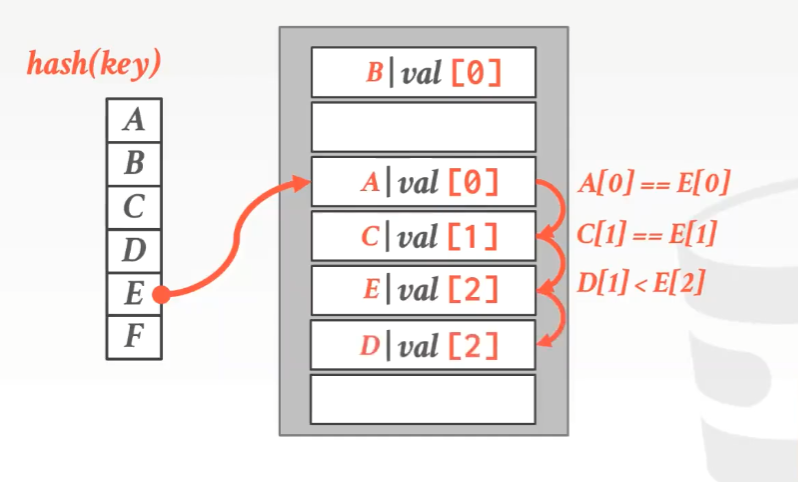 hash(key)
A
B
C
D
E
F
B|val [0]
A|val [0]
C|val [1]
E|val [2]
D|val [2]
A[0] == E[0]
C[1] == E[1]
D[1] < E[2]